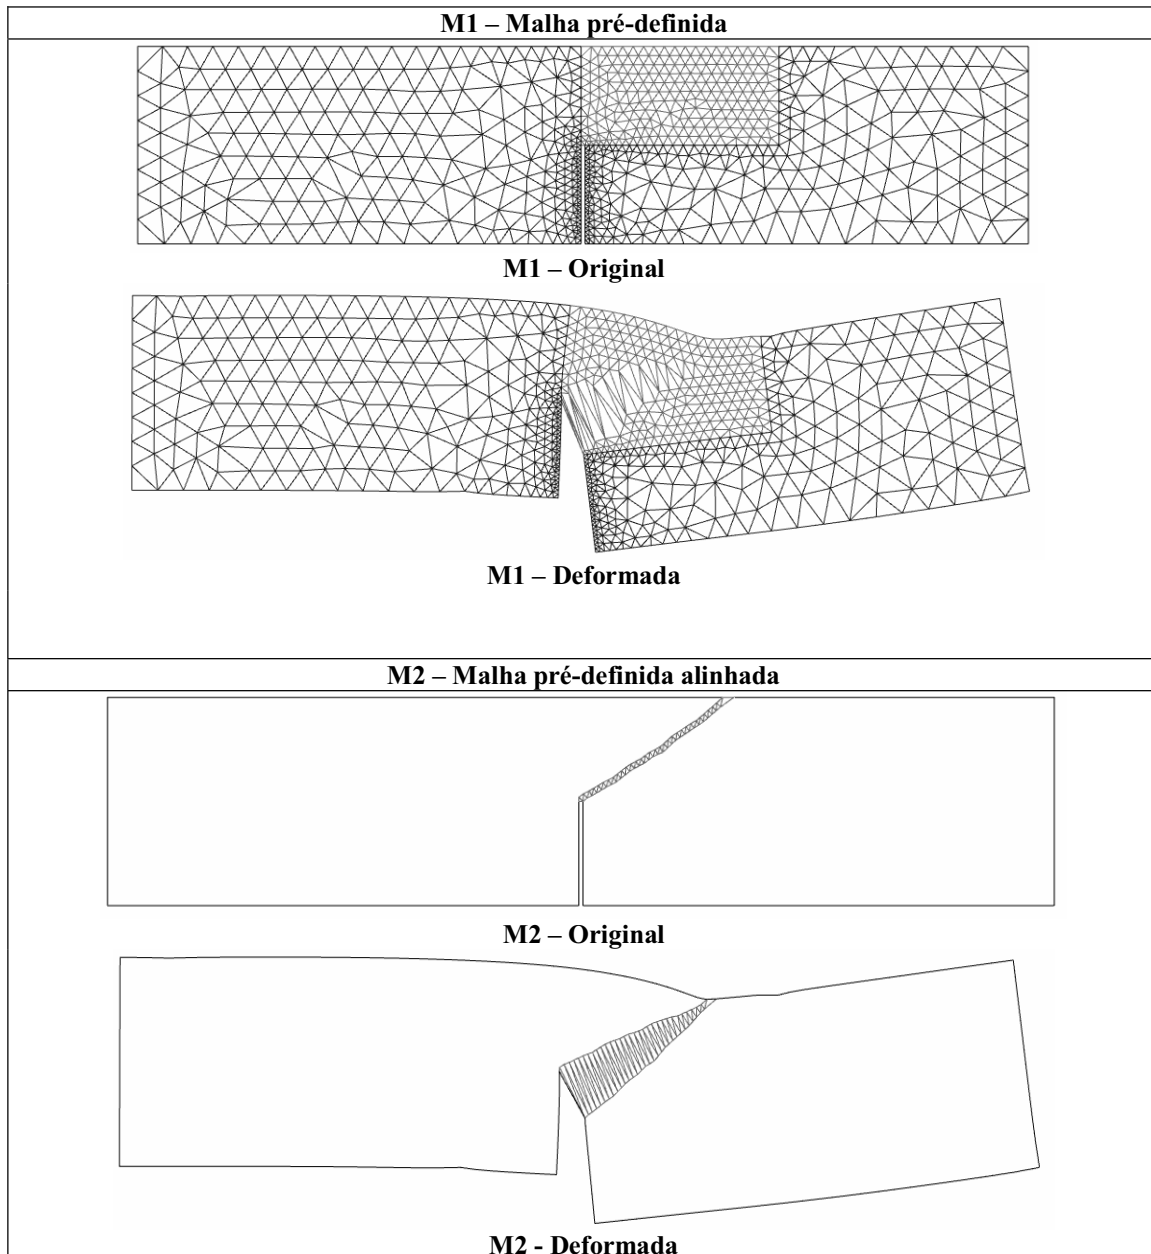 M1 – Malha pré-definida
M1 – Original
M1 – Deformada
M2 – Malha pré-definida alinhada
M2 – Original
M2 - Deformada